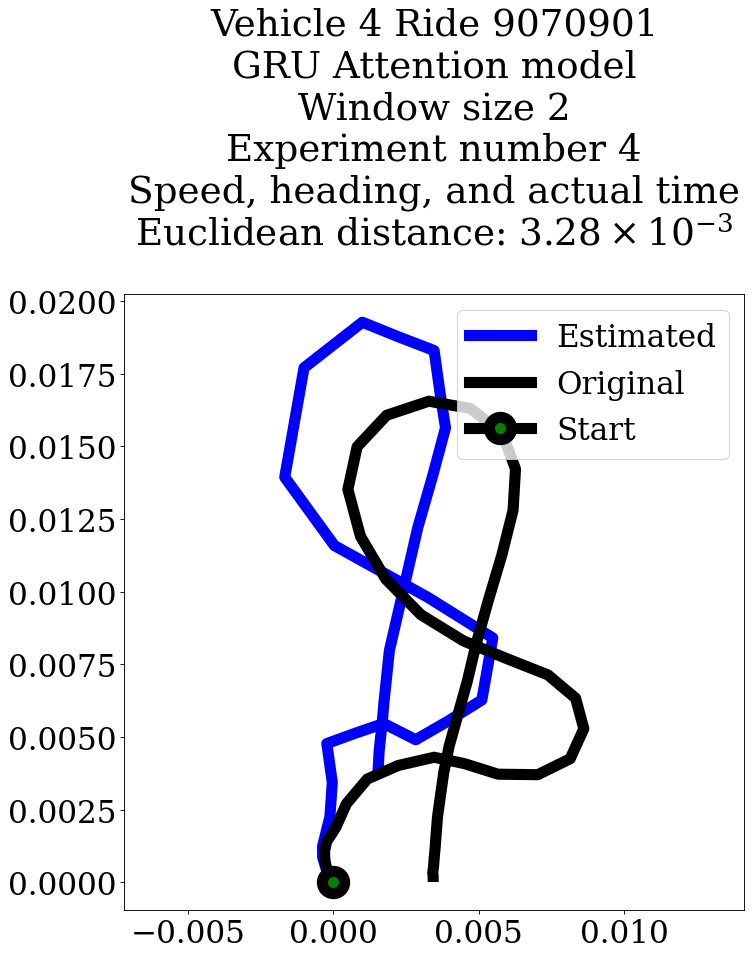 Vehicle 4 Ride 9070901
GRU Attention model
Window size 2
Experiment number 4
Speed, heading, and actual time
Euclidean distance: 3.28 × 10⁻³
0.0200
0.0175
0.0150
0.0125
0.0100
0.0075
0.0050
0.0025
0.0000
Estimated
Original
Start
−0.005 0.000 0.005 0.010